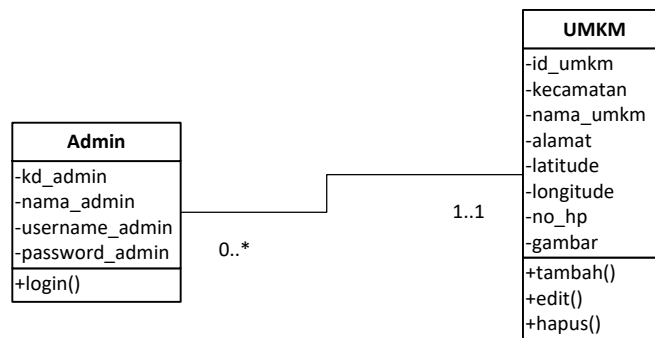 Admin
-kd_admin
-nama_admin
-username_admin
-password_admin
+login()
0..*
1..1
UMKM
-id_umkm
-kecamatan
-nama_umkm
-alamat
-latitude
-longitude
-no_hp
-gambar
+tambah()
+edit()
+hapus()